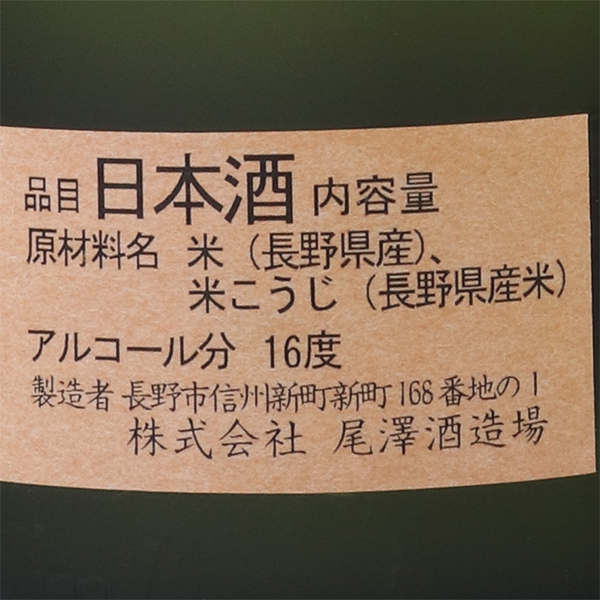 品目 日本酒 内容量
原材料名 米（長野県産）、
米こうじ（長野県産米）
アルコール分 16度
製造者 長野市信州新町新町168番地の1
株式会社 尾澤酒造場